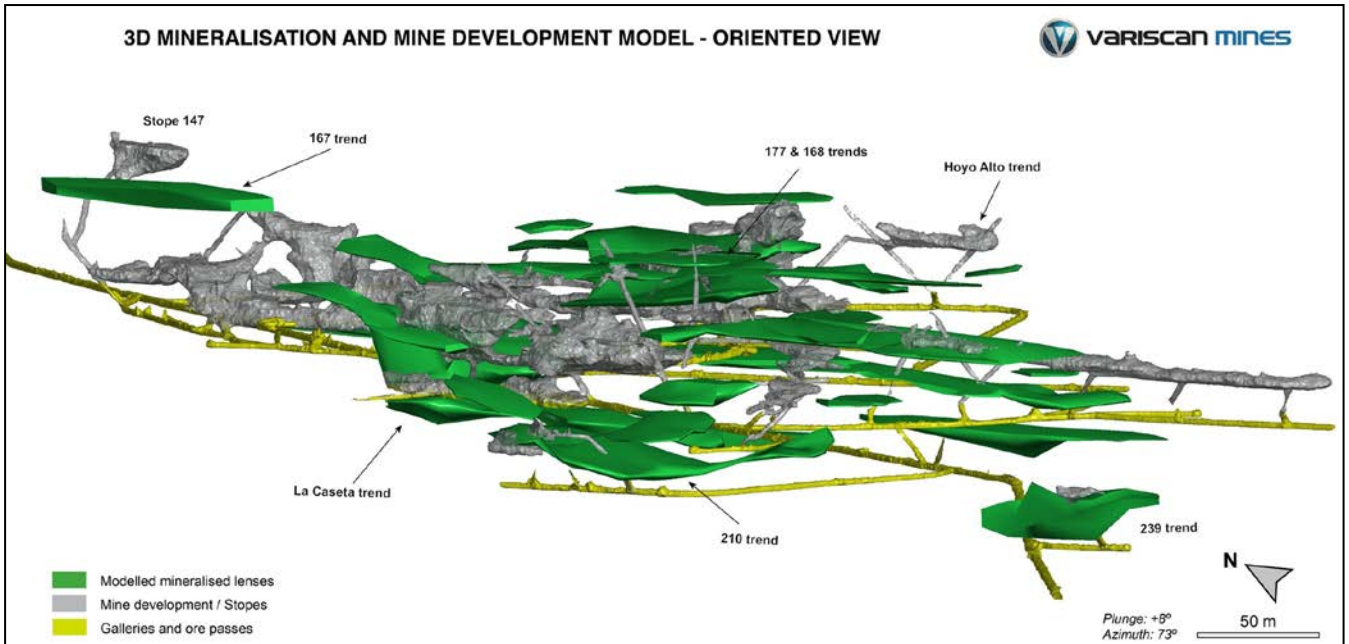 3D MINERALISATION AND MINE DEVELOPMENT MODEL - ORIENTED VIEW
VARISCAN MINES
Stope 147
167 trend
177 & 168 trends
Hoyo Alto trend
La Caseta trend
210 trend
239 trend
Modelled mineralised lenses
Mine development / Stopes
Galleries and ore passes
N
Plunge: +8º
Azimuth: 73º
50 m